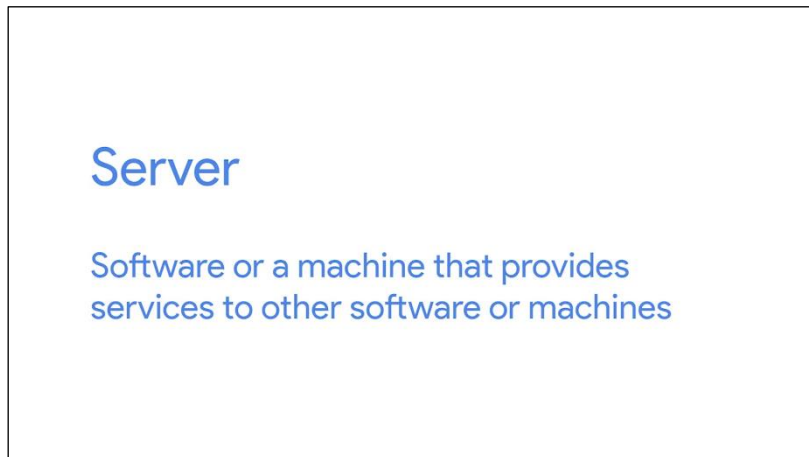 Server
Software or a machine that provides
services to other software or machines